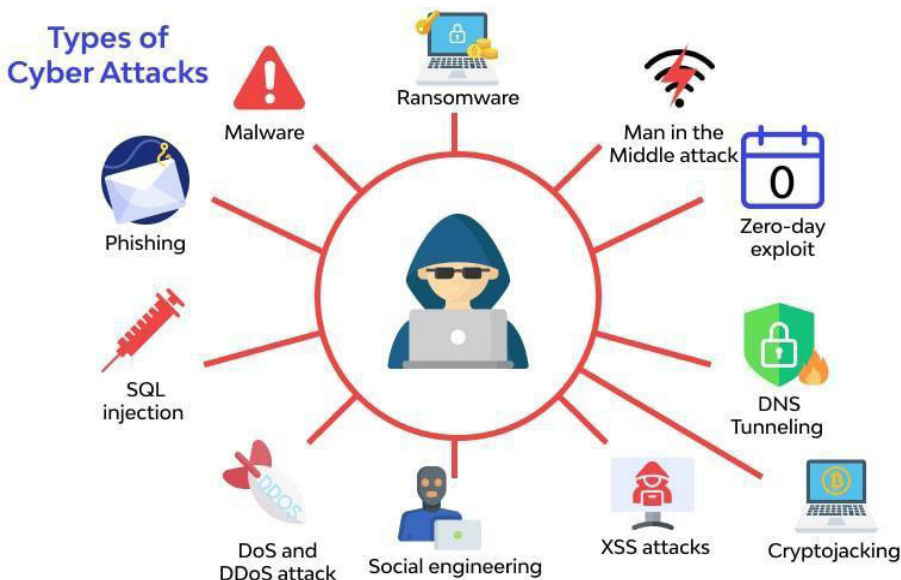 Types of
Cyber Attacks
Ransomware
Malware
Man in the
Middle attack
0
Phishing
Zero-day
exploit
SQL
injection
DNS
Tunneling
DDOS
DoS and
DDoS attack
Social engineering
XSS attacks
Cryptojacking